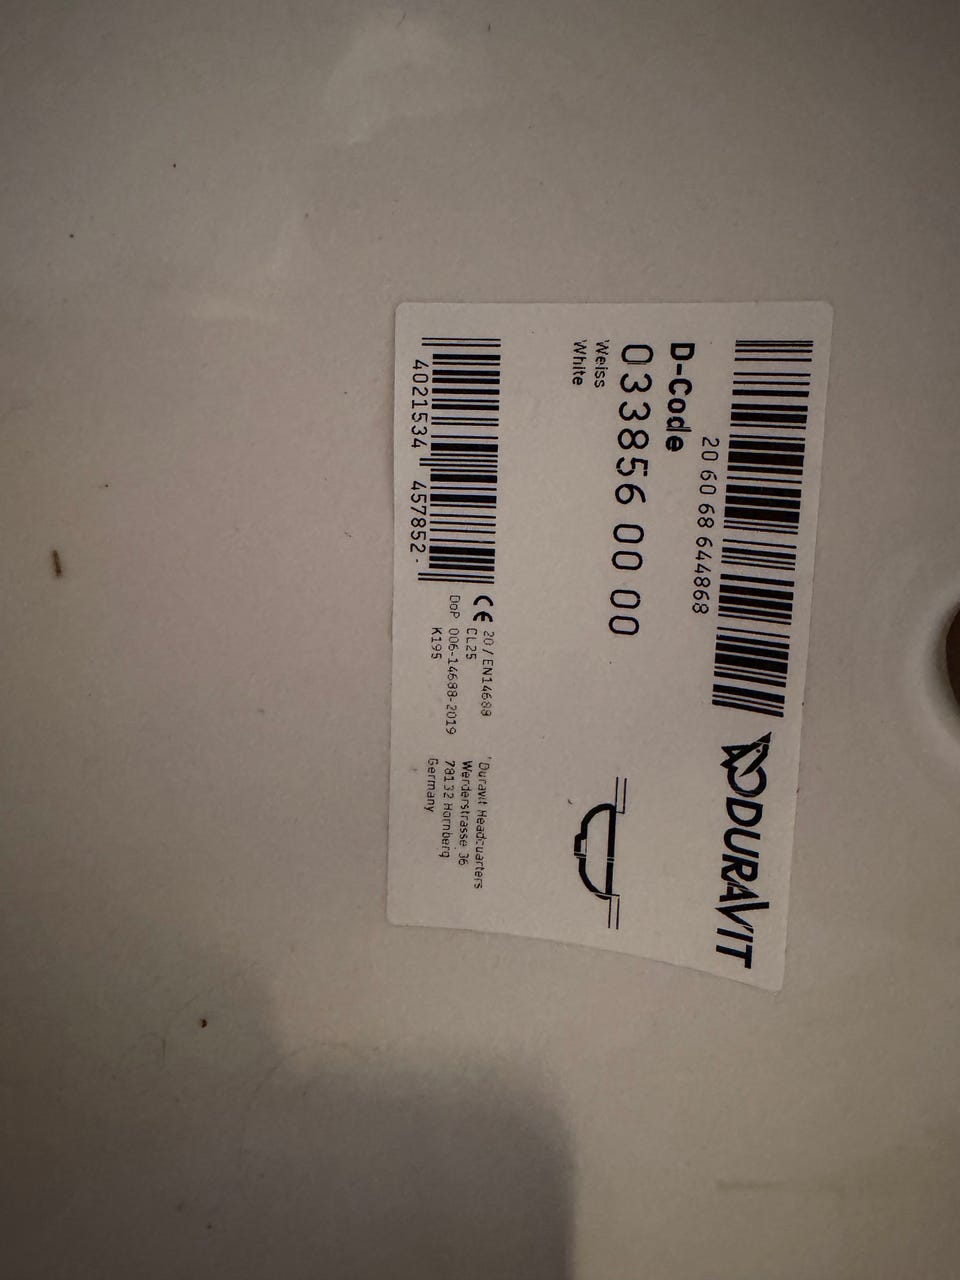 DURAVIT
20 60 68 644868
D-Code
033856 00 00
Weiss
White
4021534 457852
CE 20 / EN14688
CL25
DoP 006-14688-2019
K195
Duravit Headquarters
Werderstrasse 36
78132 Hornberg
Germany